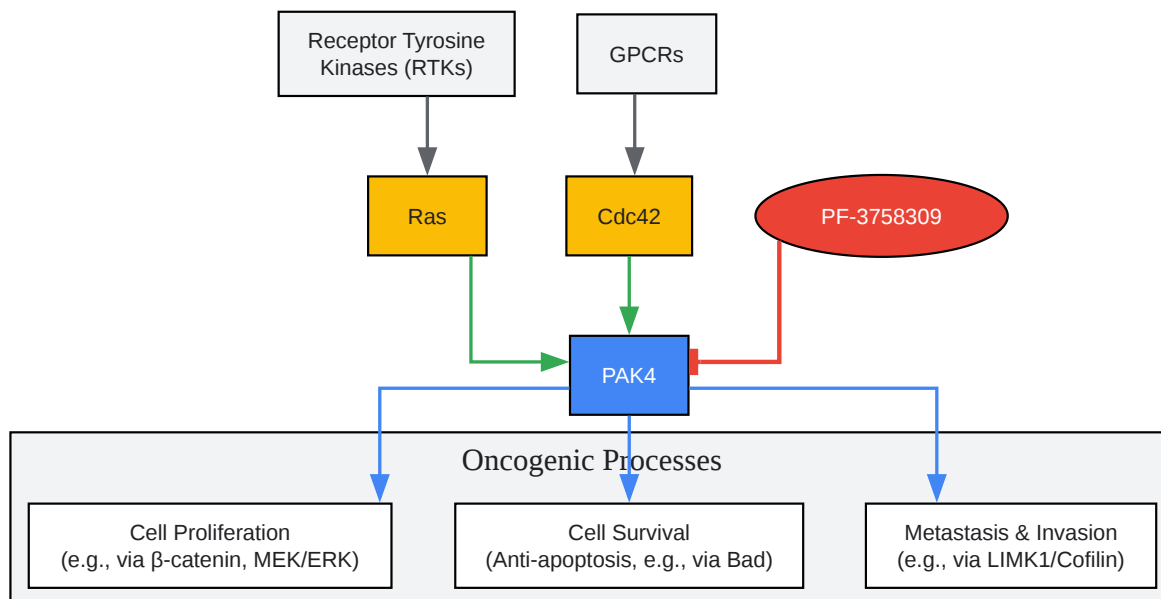 Receptor Tyrosine
Kinases (RTKs)
GPCRs
Ras
Cdc42
PF-3758309
PAK4
Oncogenic Processes
Cell Proliferation
(e.g., via β-catenin, MEK/ERK)
Cell Survival
(Anti-apoptosis, e.g., via Bad)
Metastasis & Invasion
(e.g., via LIMK1/Cofilin)